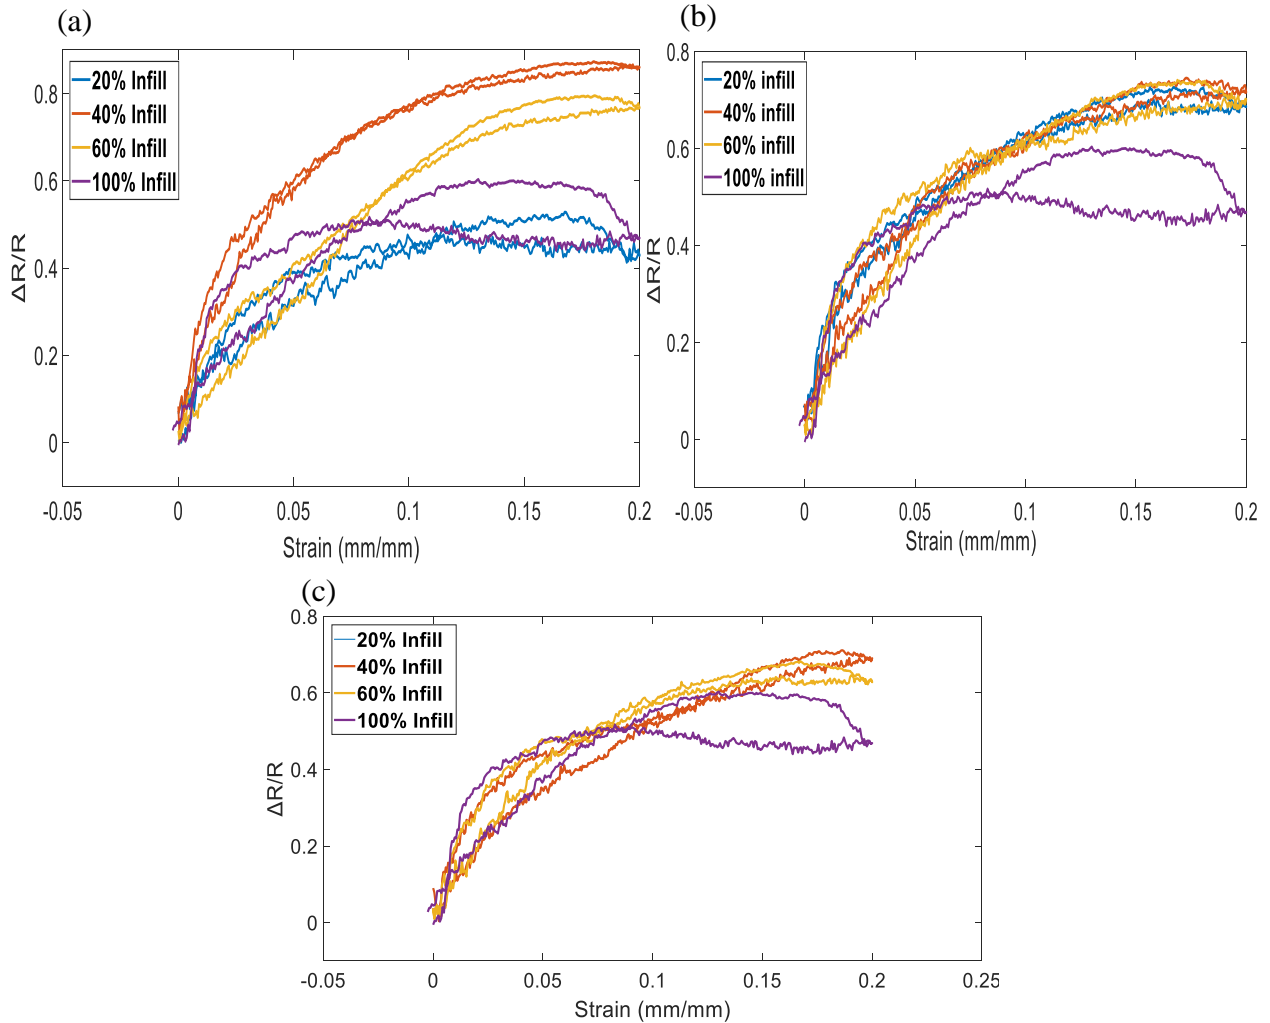 (a)
20% Infill
40% Infill
60% Infill
100% Infill
0.8
0.6
0.4
0.2
0
ΔR/R
-0.05
0
0.05
0.1
0.15
0.2
Strain (mm/mm)
(b)
20% infill
40% infill
60% infill
100% infill
0.8
0.6
0.4
0.2
0
ΔR/R
-0.05
0
0.05
0.1
0.15
0.2
Strain (mm/mm)
(c)
20% Infill
40% Infill
60% Infill
100% Infill
0.8
0.6
0.4
0.2
0
ΔR/R
-0.05
0
0.05
0.1
0.15
0.2
0.25
Strain (mm/mm)